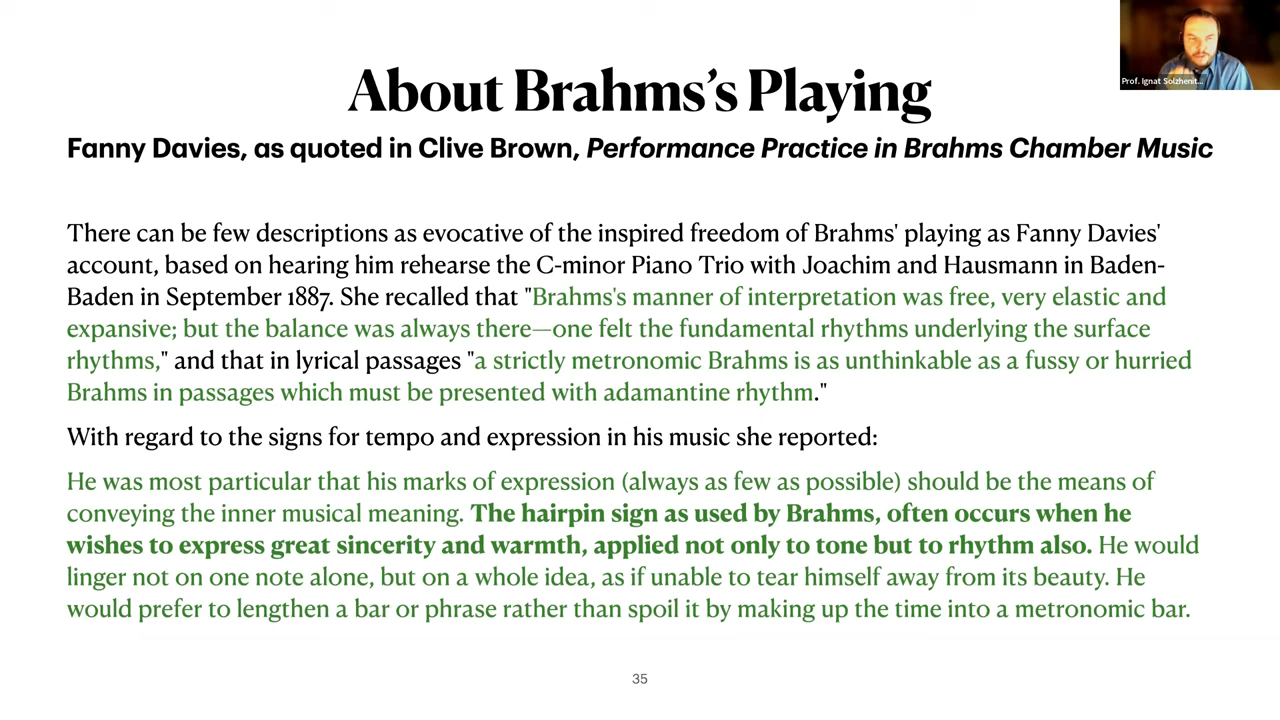 Prof. Ignat Solzhenit...
About Brahms’s Playing
Fanny Davies, as quoted in Clive Brown, Performance Practice in Brahms Chamber Music
There can be few descriptions as evocative of the inspired freedom of Brahms' playing as Fanny Davies'
account, based on hearing him rehearse the C-minor Piano Trio with Joachim and Hausmann in Baden-
Baden in September 1887. She recalled that "Brahms's manner of interpretation was free, very elastic and
expansive; but the balance was always there—one felt the fundamental rhythms underlying the surface
rhythms," and that in lyrical passages "a strictly metronomic Brahms is as unthinkable as a fussy or hurried
Brahms in passages which must be presented with adamantine rhythm."
With regard to the signs for tempo and expression in his music she reported:
He was most particular that his marks of expression (always as few as possible) should be the means of
conveying the inner musical meaning. The hairpin sign as used by Brahms, often occurs when he
wishes to express great sincerity and warmth, applied not only to tone but to rhythm also. He would
linger not on one note alone, but on a whole idea, as if unable to tear himself away from its beauty. He
would prefer to lengthen a bar or phrase rather than spoil it by making up the time into a metronomic bar.
35